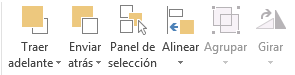 Traer Enviar Panel de Alinear Agrupar Girar
adelante atrás selección